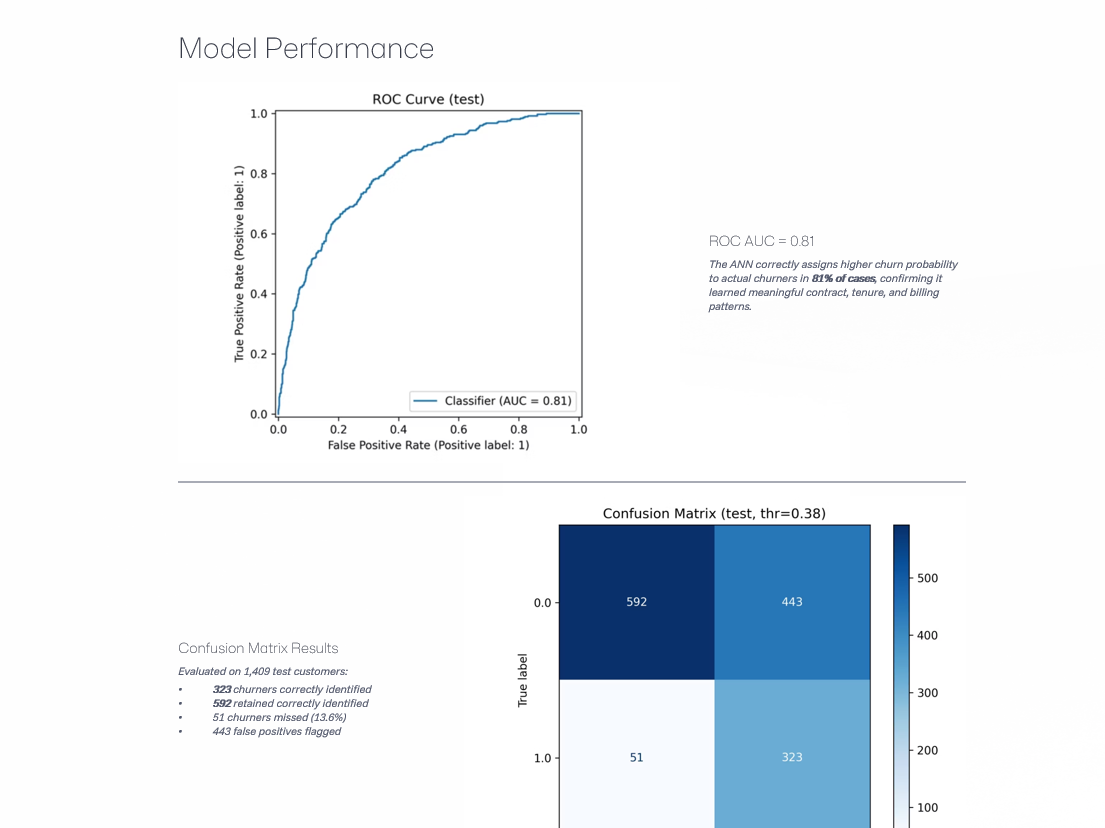 Model Performance
ROC Curve (test)
1.0
0.8
0.6
0.4
0.2
0.0
True Positive Rate (Positive label: 1)
Classifier (AUC = 0.81)
0.0 0.2 0.4 0.6 0.8 1.0
False Positive Rate (Positive label: 1)
ROC AUC = 0.81
The ANN correctly assigns higher churn probability
to actual churners in 81% of cases, confirming it
learned meaningful contract, tenure, and billing
patterns.
Confusion Matrix Results
Evaluated on 1,409 test customers:
• 323 churners correctly identified
• 592 retained correctly identified
• 51 churners missed (13.6%)
• 443 false positives flagged
Confusion Matrix (test, thr=0.38)
True label
0.0
592 443
1.0
51 323
500
400
300
200
100